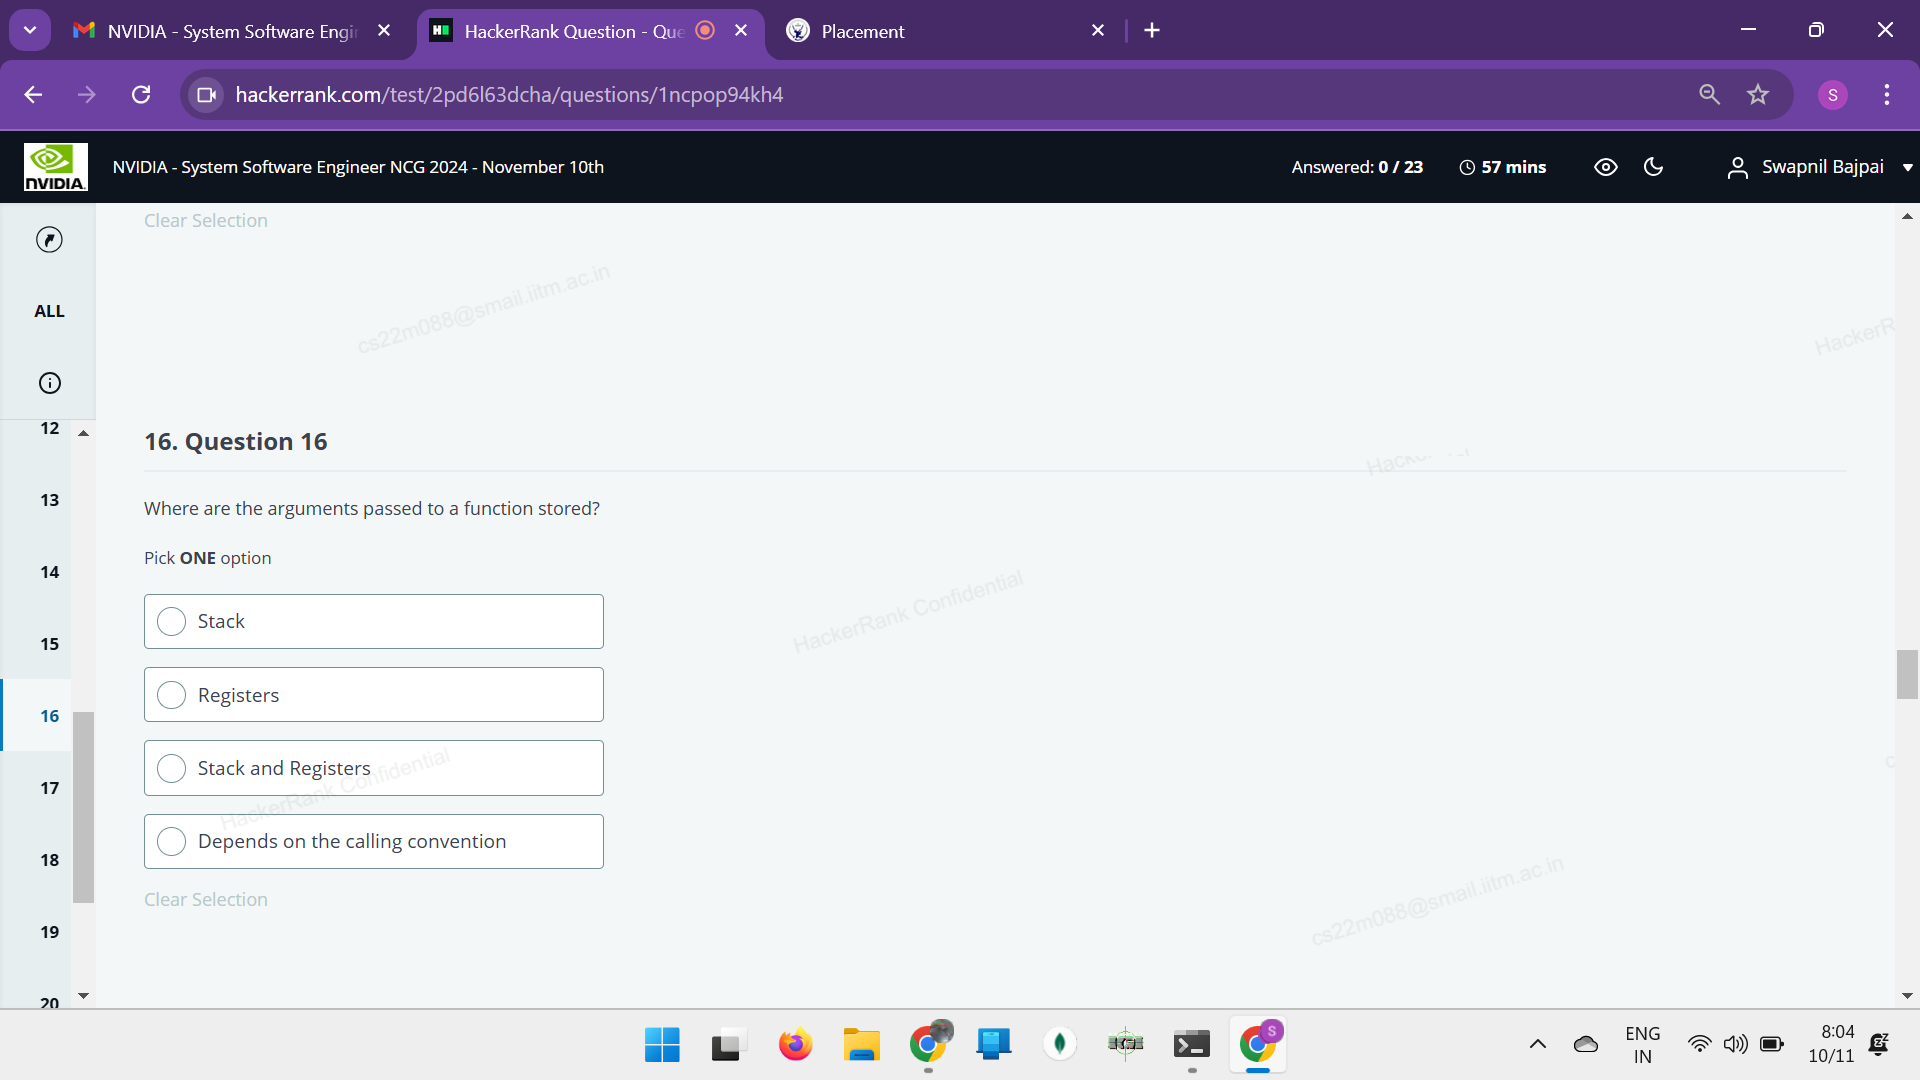 NVIDIA - System Software Engin
HackerRank Question - Que
Placement
hackerrank.com/test/2pd6l63dcha/questions/1ncpop94kh4
S
NVIDIA
NVIDIA - System Software Engineer NCG 2024 - November 10th
Answered: 0 / 23
57 mins
Swapnil Bajpai
Clear Selection
cs22m088@smail.iitm.ac.in
HackerR
ALL
12
13
14
15
16
17
18
19
20
16. Question 16
Where are the arguments passed to a function stored?
Pick ONE option
HackerRank Confidential
Stack
Registers
Stack and Registers
HackerRank Confidential
Depends on the calling convention
Clear Selection
cs22m088@smail.iitm.ac.in
S
ENG
IN
8:04
10/11